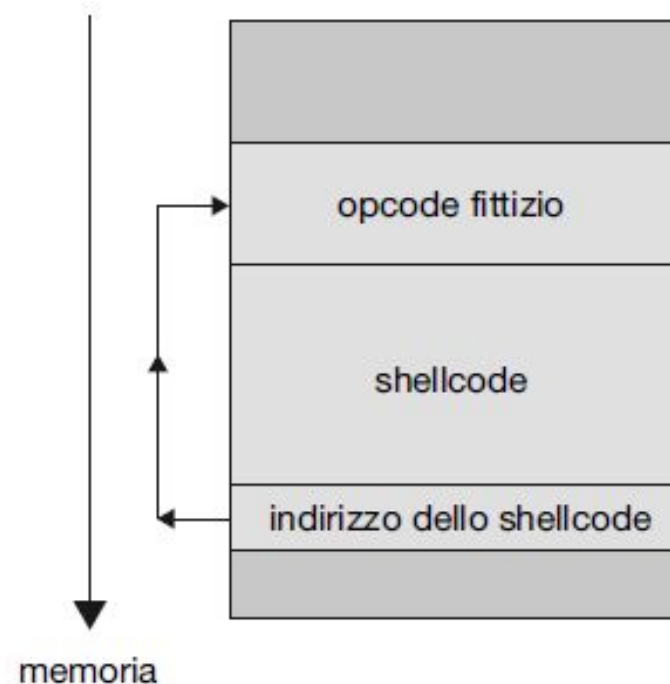 opcode fittizio
shellcode
indirizzo dello shellcode
memoria